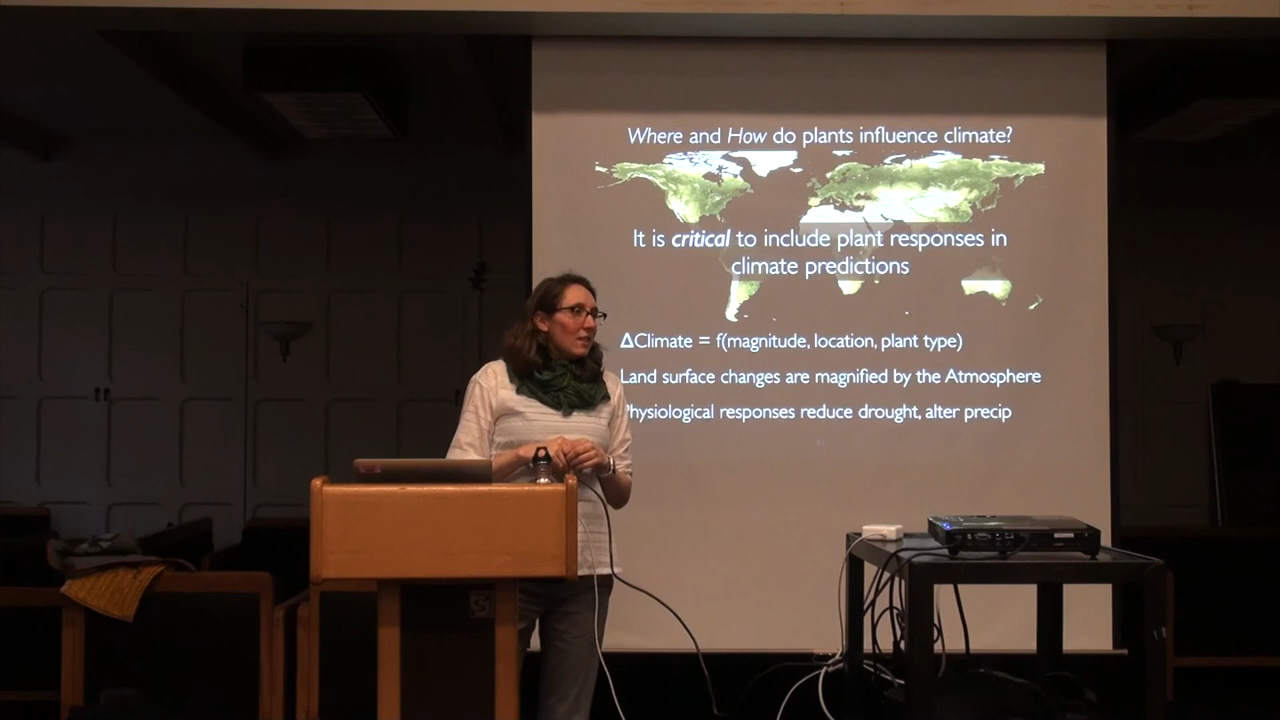 Where and How do plants influence climate?
It is critical to include plant responses in
climate predictions
ΔClimate = f(magnitude, location, plant type)
Land surface changes are magnified by the Atmosphere
Physiological responses reduce drought, alter precip